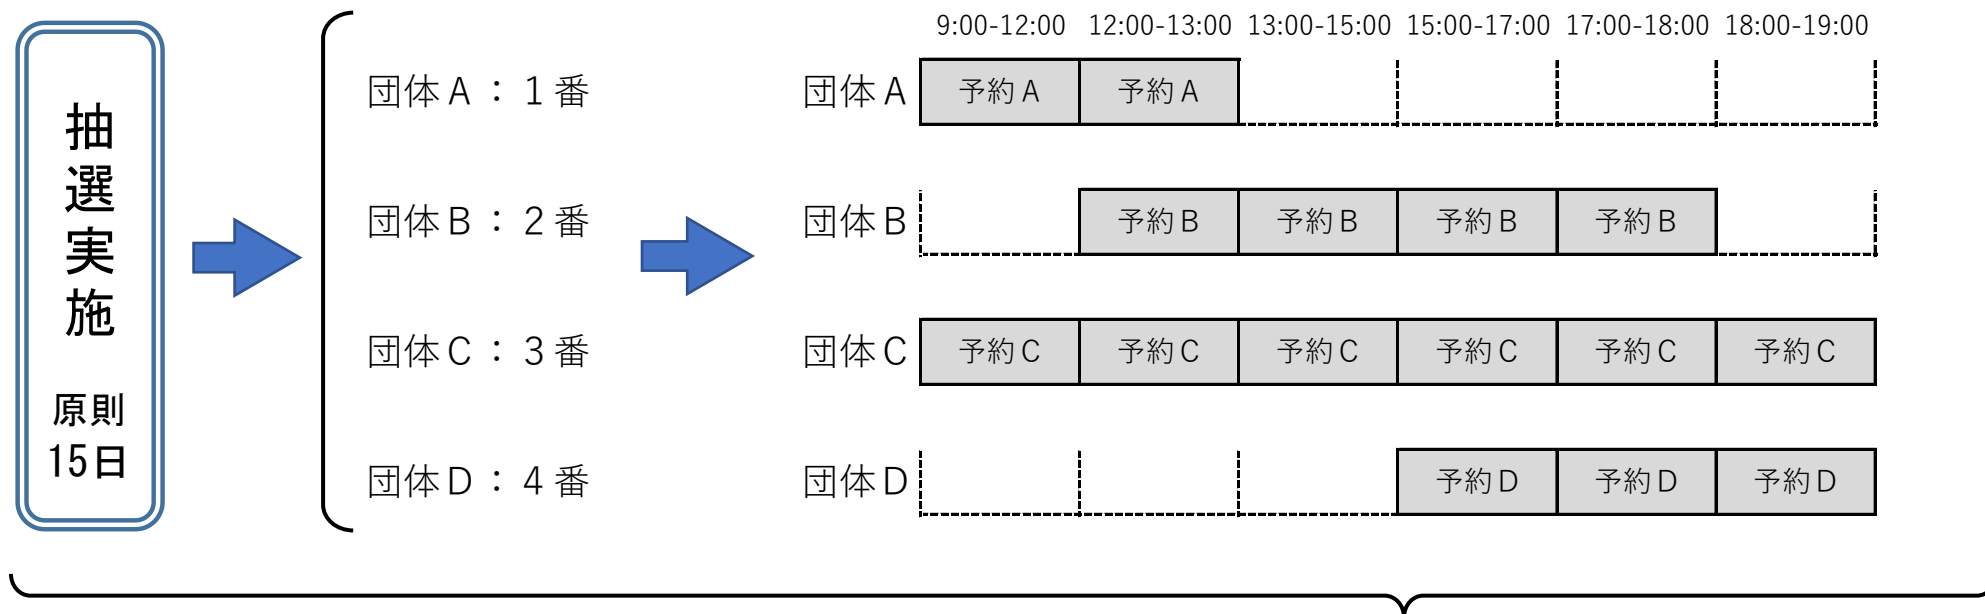 抽選実施
原則
15日
団体A：1番
団体B：2番
団体C：3番
団体D：4番
9:00-12:00 12:00-13:00 13:00-15:00 15:00-17:00 17:00-18:00 18:00-19:00
団体A 予約A 予約A
団体B 予約B 予約B 予約B 予約B
団体C 予約C 予約C 予約C 予約C 予約C 予約C
団体D 予約D 予約D 予約D